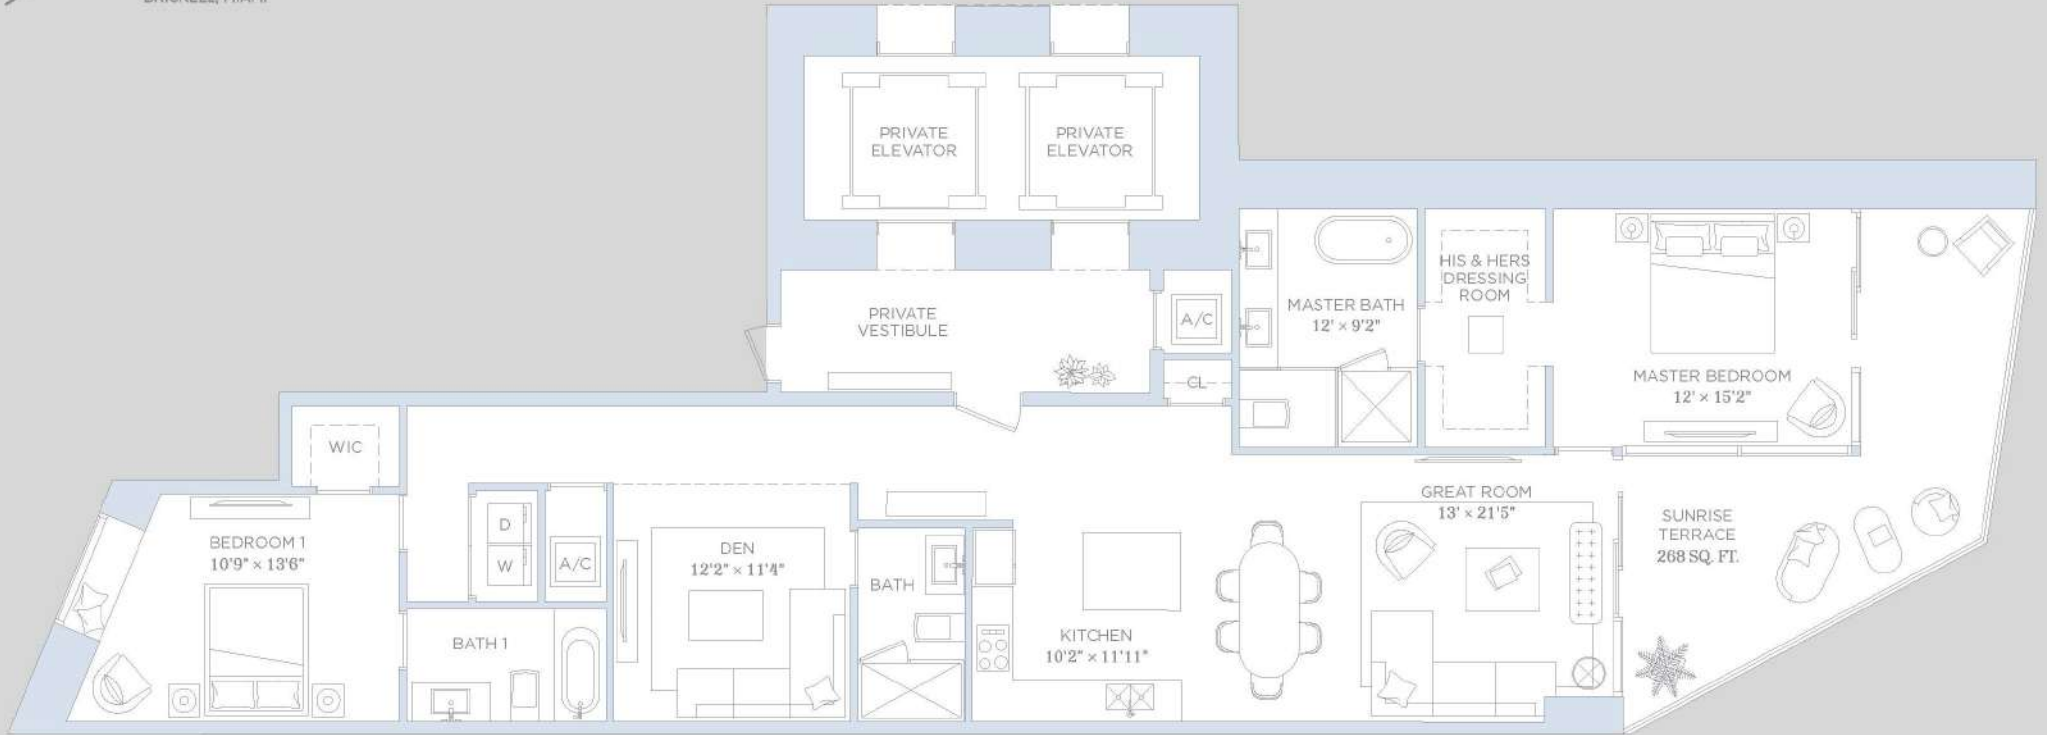 PRIVATE
ELEVATOR
PRIVATE
ELEVATOR
PRIVATE
VESTIBULE
A/C
CL
MASTER BATH
12' × 9'2"
HIS & HERS
DRESSING
ROOM
MASTER BEDROOM
12' × 15'2"
WIC
BEDROOM 1
10'9" × 13'6"
D
W
A/C
BATH 1
DEN
12'2" × 11'4"
BATH
KITCHEN
10'2" × 11'11"
GREAT ROOM
13' × 21'5"
SUNRISE
TERRACE
268 SQ. FT.